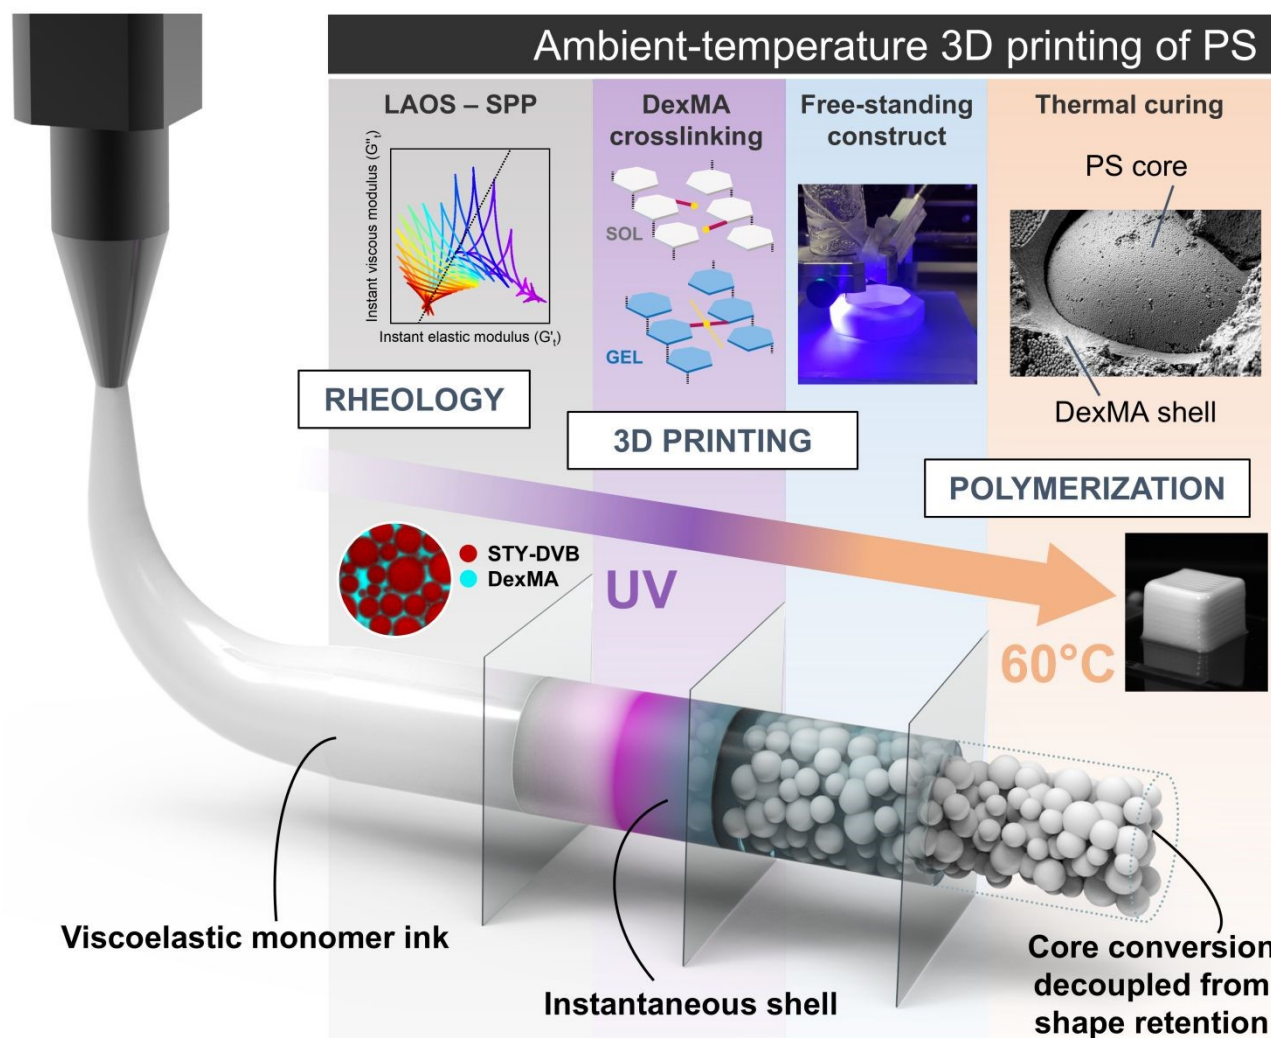 Ambient-temperature 3D printing of PS
LAOS – SPP
Instant viscous modulus (G"t)
Instant elastic modulus (G't)
DexMA
crosslinking
SOL
GEL
Free-standing
construct
Thermal curing
PS core
DexMA shell
RHEOLOGY
3D PRINTING
POLYMERIZATION
STY-DVB
DexMA
UV
60°C
Viscoelastic monomer ink
Instantaneous shell
Core conversion
decoupled from
shape retention